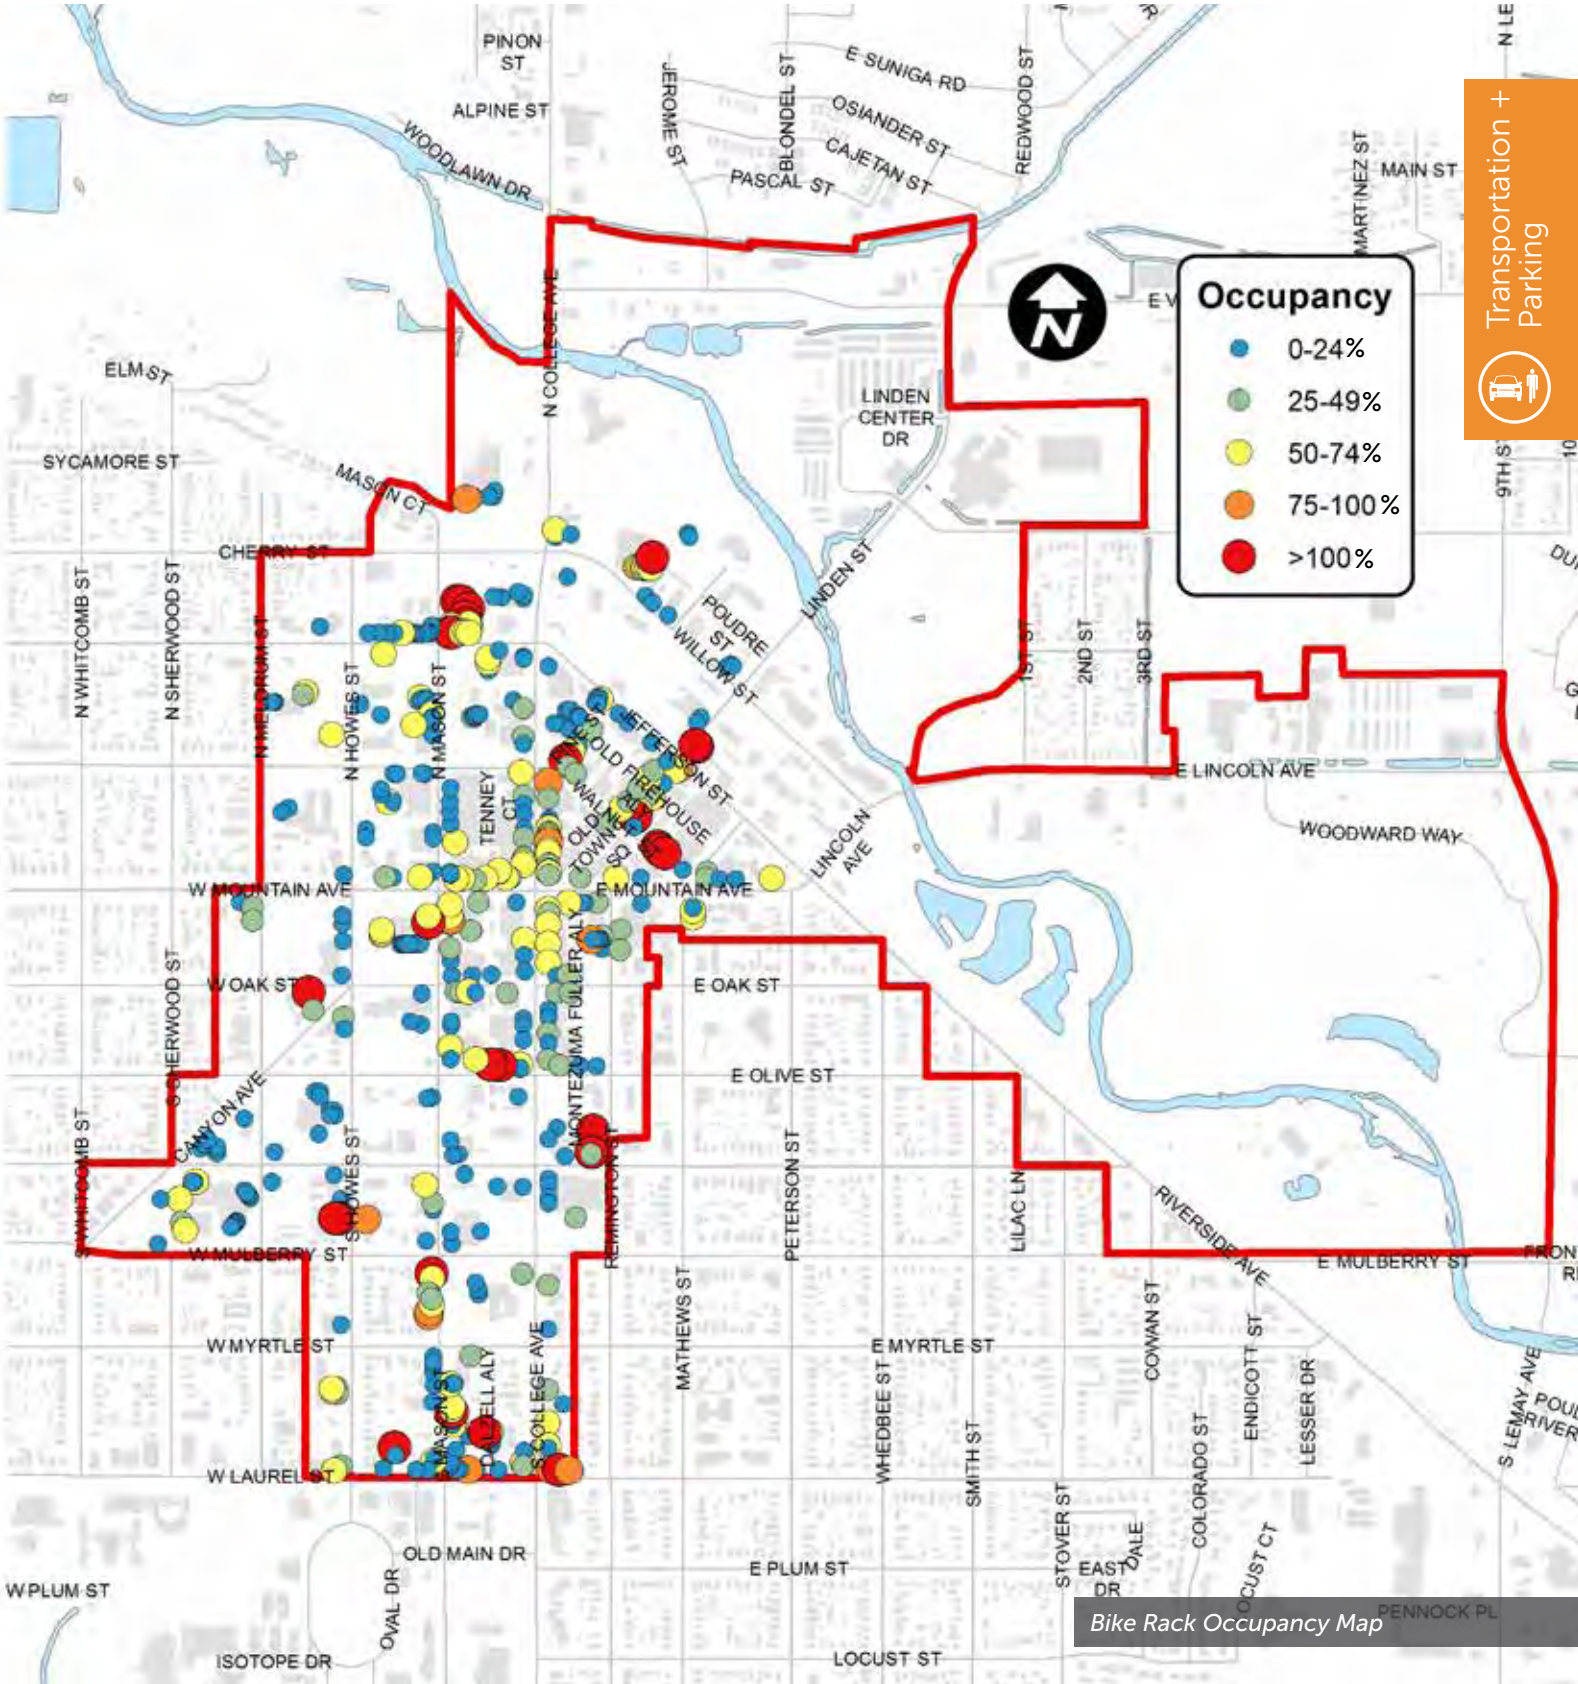 PINON
ST
ALPINE ST
WOODLAWN DR
JEROME ST
BLONDEL ST
E SUNIGA RD
OSIANDER ST
CAJETAN ST
PASCAL ST
REDWOOD ST
MARTINEZ ST
MAIN ST
Transportation +
Parking
N
Occupancy
0-24%
25-49%
50-74%
75-100%
>100%
N COLLEGE AVE
ELM ST
SYCAMORE ST
MASON CT
CHERRY ST
LINDEN
CENTER
DR
LINDEN ST
9TH ST
10
N WHITCOMB ST
N SHERWOOD ST
N MELDRUM ST
N HOWES ST
N MASON ST
POUDRE
ST
WILLOW ST
JEFFERSON ST
1ST ST
2ND ST
3RD ST
E LINCOLN AVE
WOODWARD WAY
LINCOLN
AVE
TENNEY
CT
OLD FIREHOUSE
ALY
WALNUT ST
OLD
TOWN SQ
W MOUNTAIN AVE
E MOUNTAIN AVE
MONTEZUMA FULLER ALY
W OAK ST
E OAK ST
S SHERWOOD ST
CANYON AVE
E OLIVE ST
S WHITCOMB ST
S HOWES ST
REMINGTON ST
PETERSON ST
LILAC LN
RIVERSIDE AVE
W MULBERRY ST
E MULBERRY ST
MATHEWS ST
COWAN ST
ENDICOTT ST
LESSER DR
W MYRTLE ST
E MYRTLE ST
S MASON ST
DALZELL ALY
S COLLEGE AVE
WHEDBEE ST
SMITH ST
COLORADO ST
S LEMAY AVE
W LAUREL ST
STOVER ST
OLD MAIN DR
OVAL DR
E PLUM ST
EAST
DR
DALE
W PLUM ST
ISOTOPE DR
LOCUST ST
PENNOCK PL
Bike Rack Occupancy Map